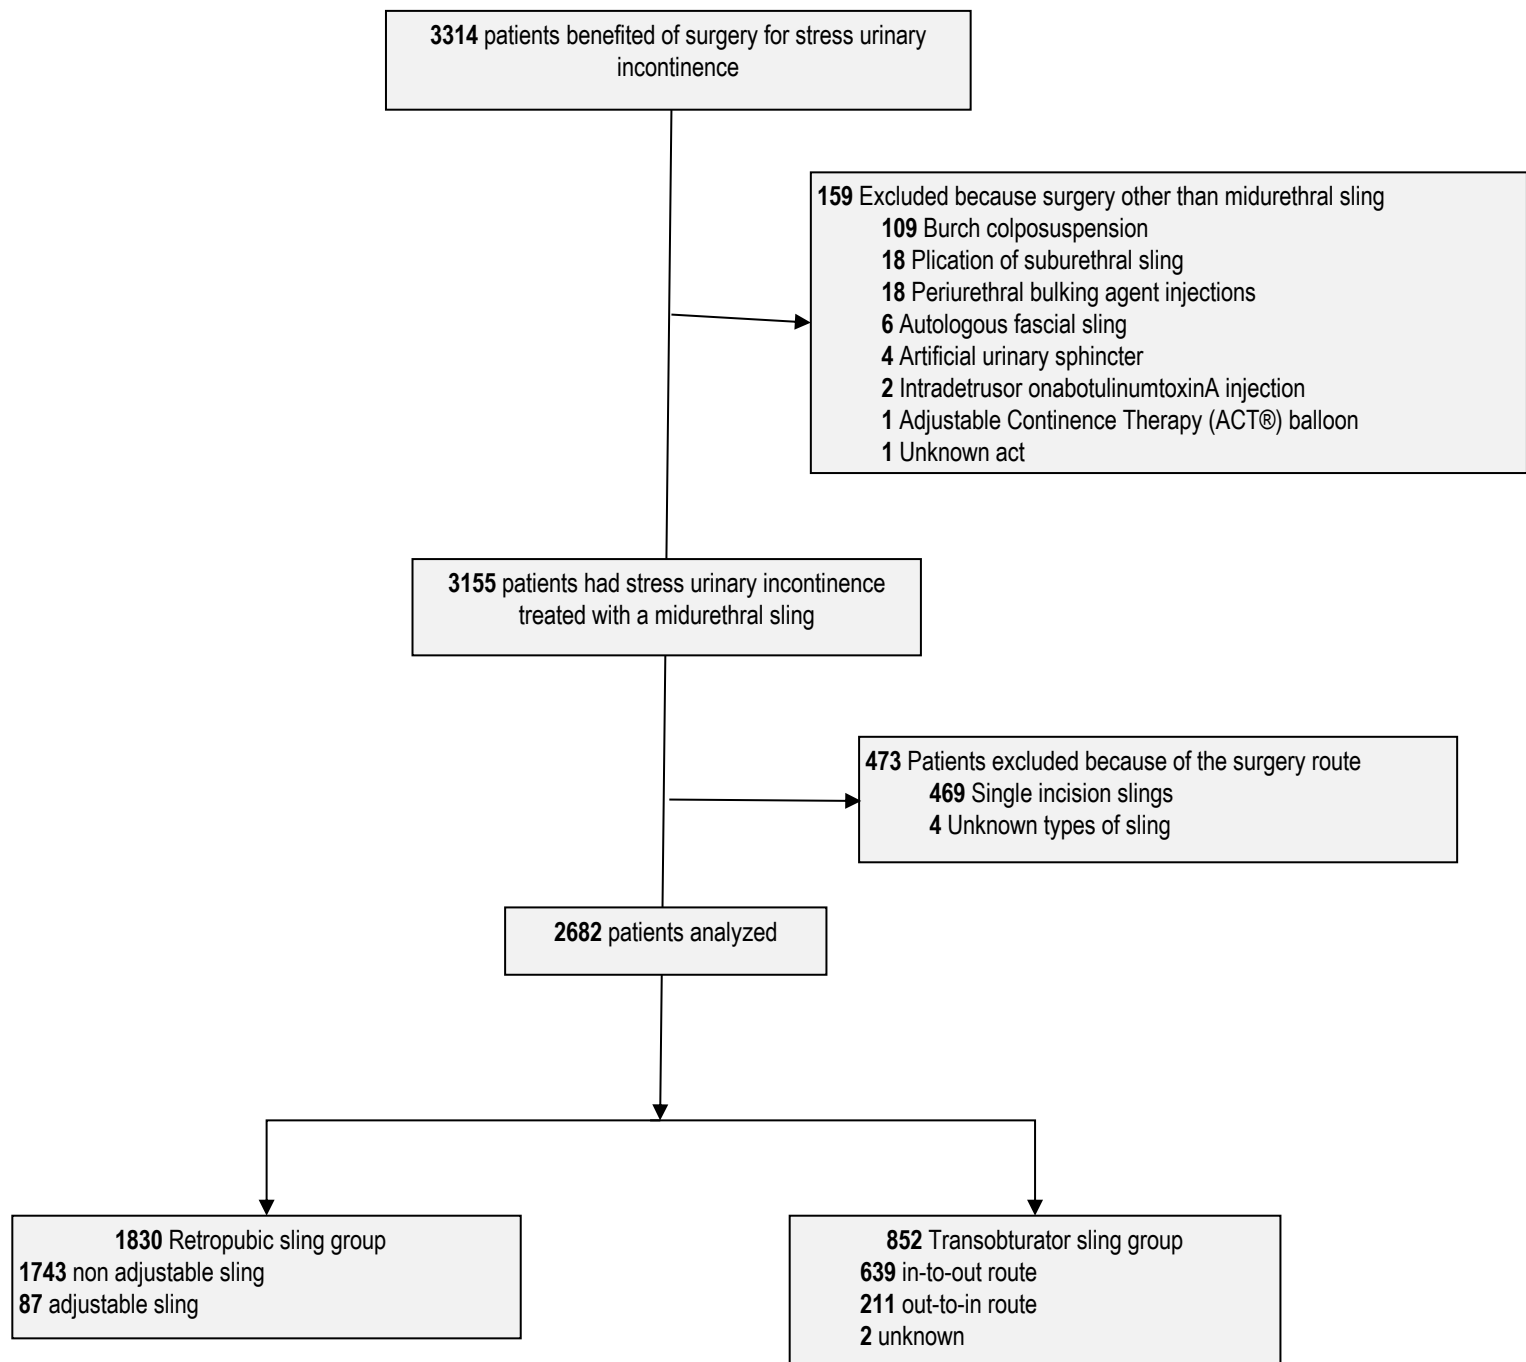 3314 patients benefited of surgery for stress urinary
incontinence
159 Excluded because surgery other than midurethral sling
109 Burch colposuspension
18 Plication of suburethral sling
18 Periurethral bulking agent injections
6 Autologous fascial sling
4 Artificial urinary sphincter
2 Intradetrusor onabotulinumtoxinA injection
1 Adjustable Continence Therapy (ACT®) balloon
1 Unknown act
3155 patients had stress urinary incontinence
treated with a midurethral sling
473 Patients excluded because of the surgery route
469 Single incision slings
4 Unknown types of sling
2682 patients analyzed
1830 Retropubic sling group
1743 non adjustable sling
87 adjustable sling
852 Transobturator sling group
639 in-to-out route
211 out-to-in route
2 unknown